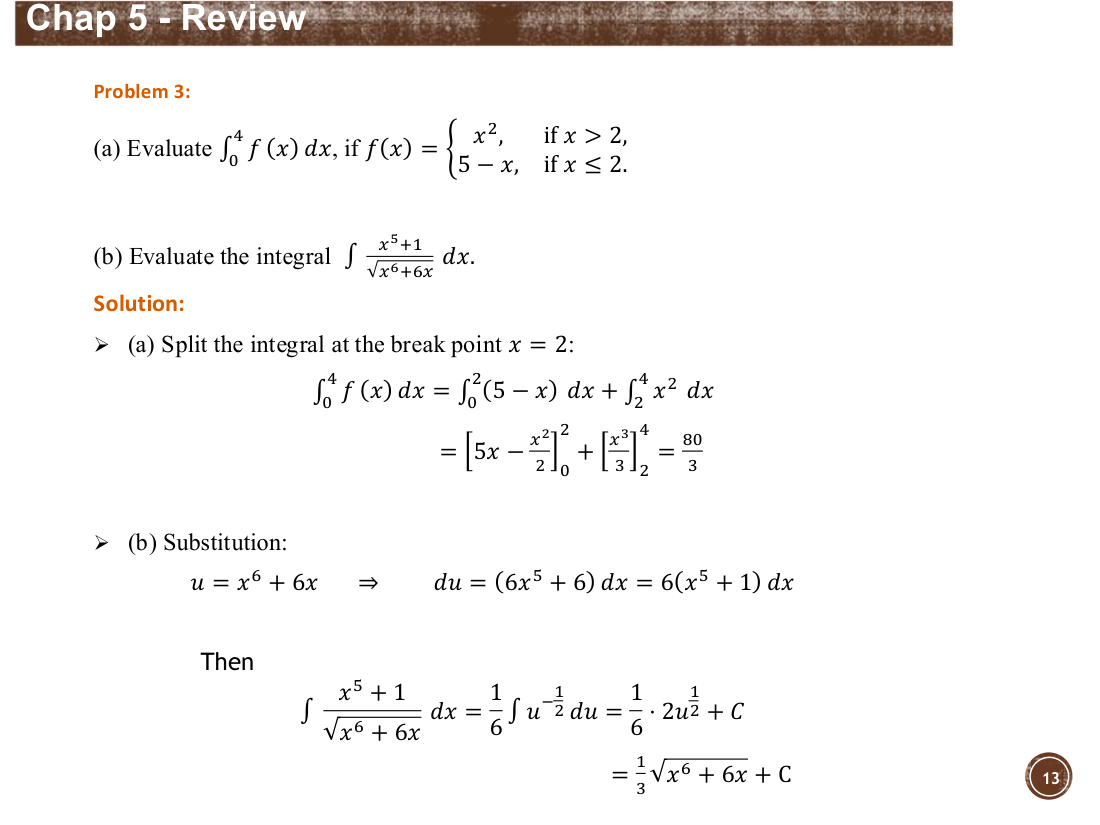 Chap 5 - Review
Problem 3:
(a) Evaluate ∫₀⁴ f(x) dx, if f(x) = { x², if x > 2,
5 − x, if x ≤ 2.
(b) Evaluate the integral ∫ (x⁵+1)/√(x⁶+6x) dx.
Solution:
➢ (a) Split the integral at the break point x = 2:
∫₀⁴ f(x) dx = ∫₀²(5 − x) dx + ∫₂⁴ x² dx
= [5x − x²/2]₀² + [x³/3]₂⁴ = 80/3
➢ (b) Substitution:
u = x⁶ + 6x ⇒ du = (6x⁵ + 6) dx = 6(x⁵ + 1) dx
Then
∫ (x⁵ + 1)/√(x⁶ + 6x) dx = 1/6 ∫ u^(−1/2) du = 1/6 · 2u^(1/2) + C
= 1/3 √(x⁶ + 6x) + C
13